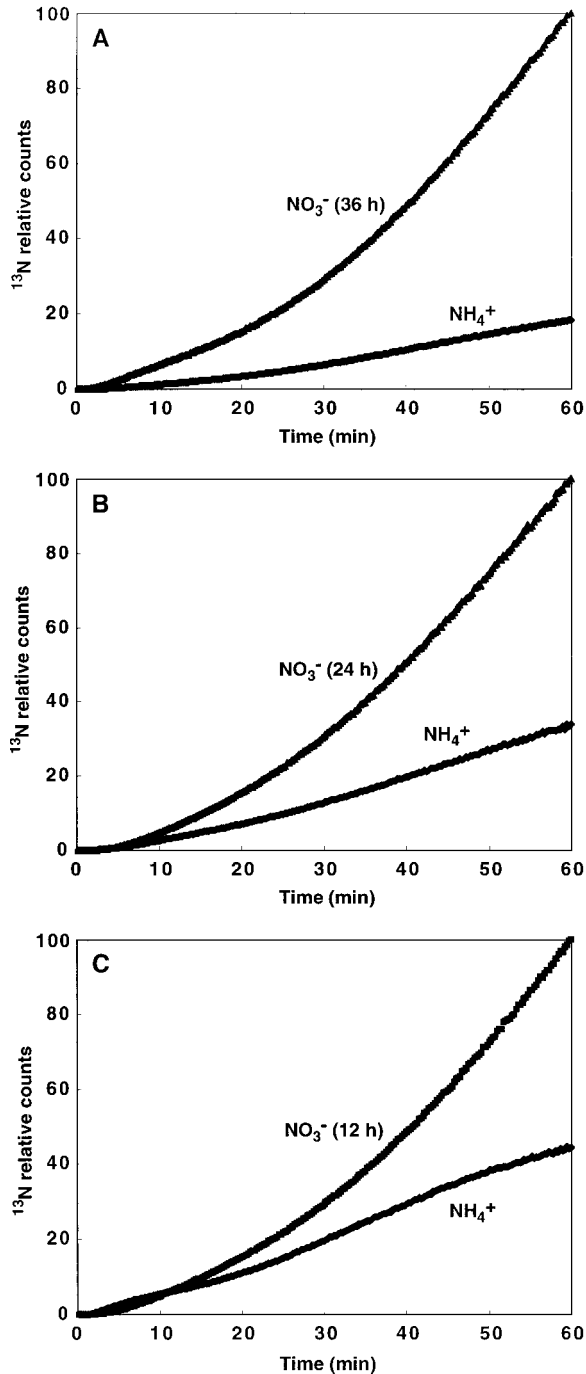 A
100
80
60
40
20
0
¹³N relative counts
NO₃⁻ (36 h)
NH₄⁺
0 10 20 30 40 50 60
Time (min)
B
100
80
60
40
20
0
¹³N relative counts
NO₃⁻ (24 h)
NH₄⁺
0 10 20 30 40 50 60
Time (min)
C
100
80
60
40
20
0
¹³N relative counts
NO₃⁻ (12 h)
NH₄⁺
0 10 20 30 40 50 60
Time (min)